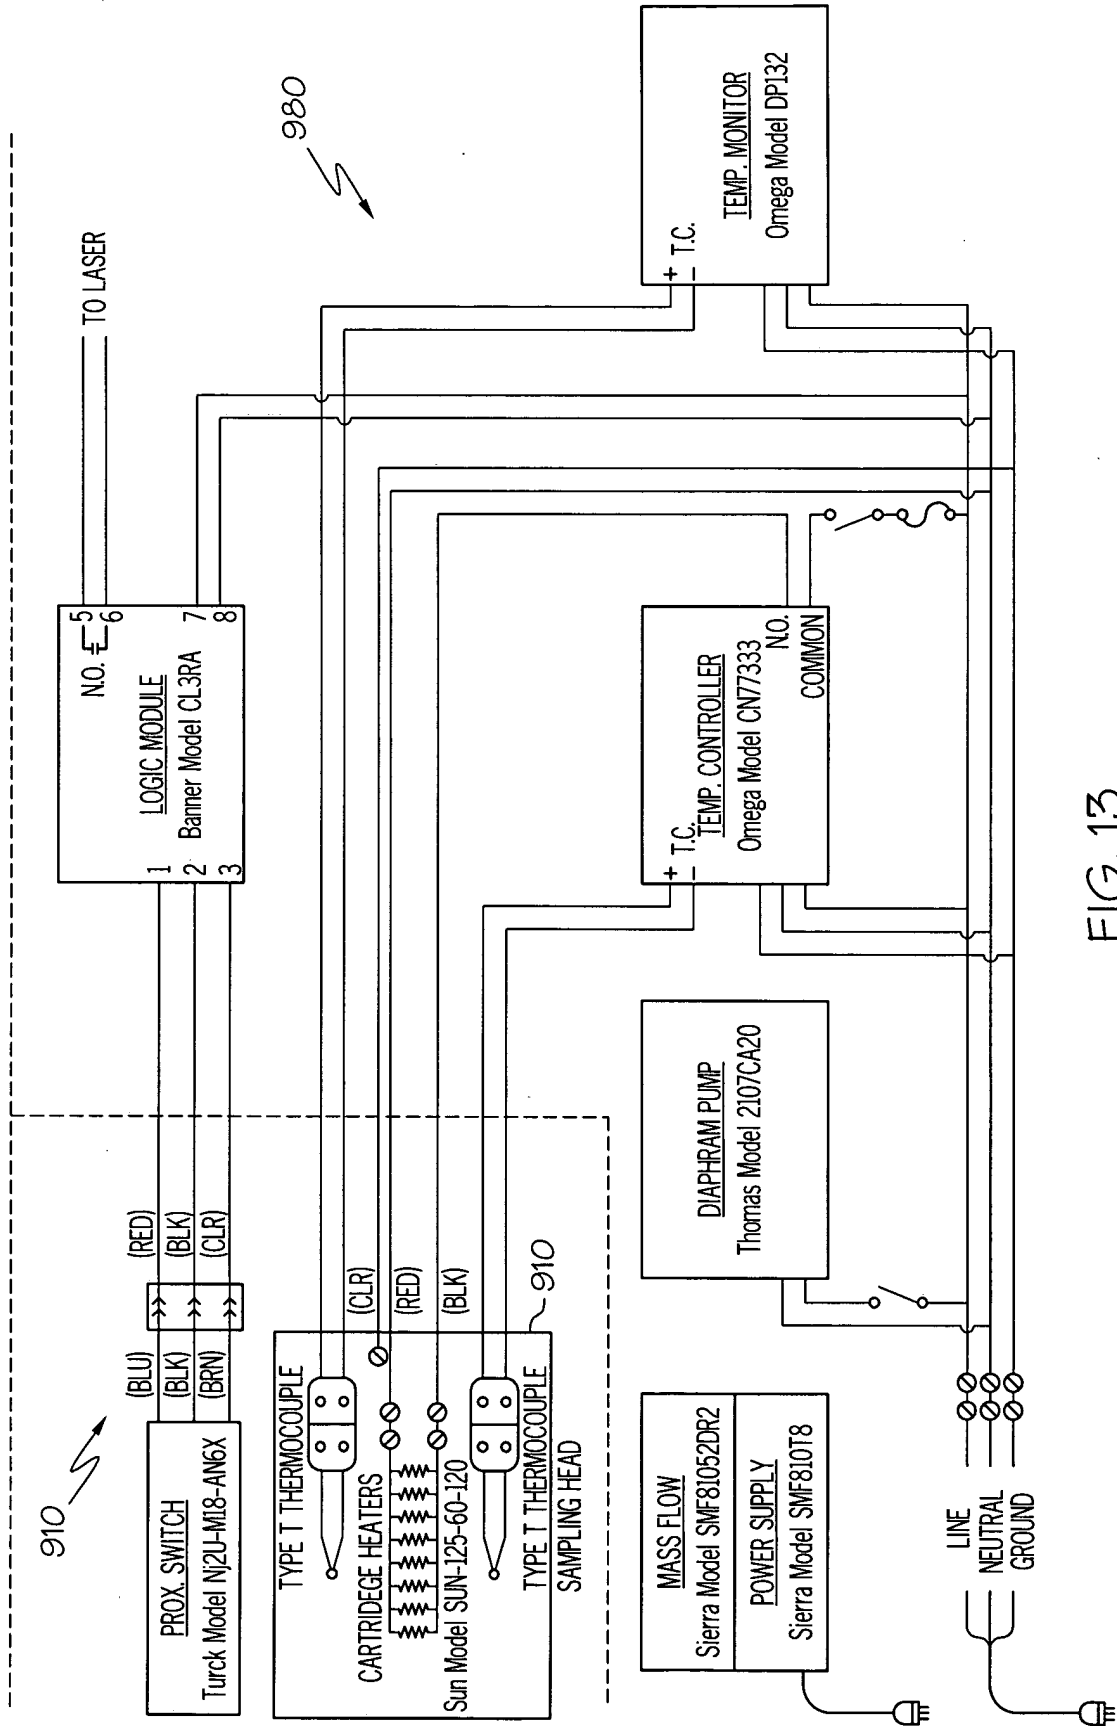 910
PROX. SWITCH
Turck Model Nj2U-M18-AN6X
(BLU)
(BLK)
(BRN)
(RED)
(BLK)
(CLR)
1
2
3
LOGIC MODULE
Banner Model CL3RA
N.O.
5
6
7
8
TO LASER
980
TYPE T THERMOCOUPLE
CARTRIDEGE HEATERS
Sun Model SUN-125-60-120
TYPE T THERMOCOUPLE
SAMPLING HEAD
(CLR)
(RED)
(BLK)
910
MASS FLOW
Sierra Model SMF81052DR2
POWER SUPPLY
Sierra Model SMF810T8
DIAPHRAM PUMP
Thomas Model 2107CA20
+
− T.C.
TEMP. CONTROLLER
Omega Model CN77333
N.O.
COMMON
+
− T.C.
TEMP. MONITOR
Omega Model DP132
LINE
NEUTRAL
GROUND
FIG. 13